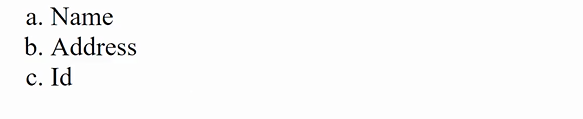 a. Name
b. Address
c. Id